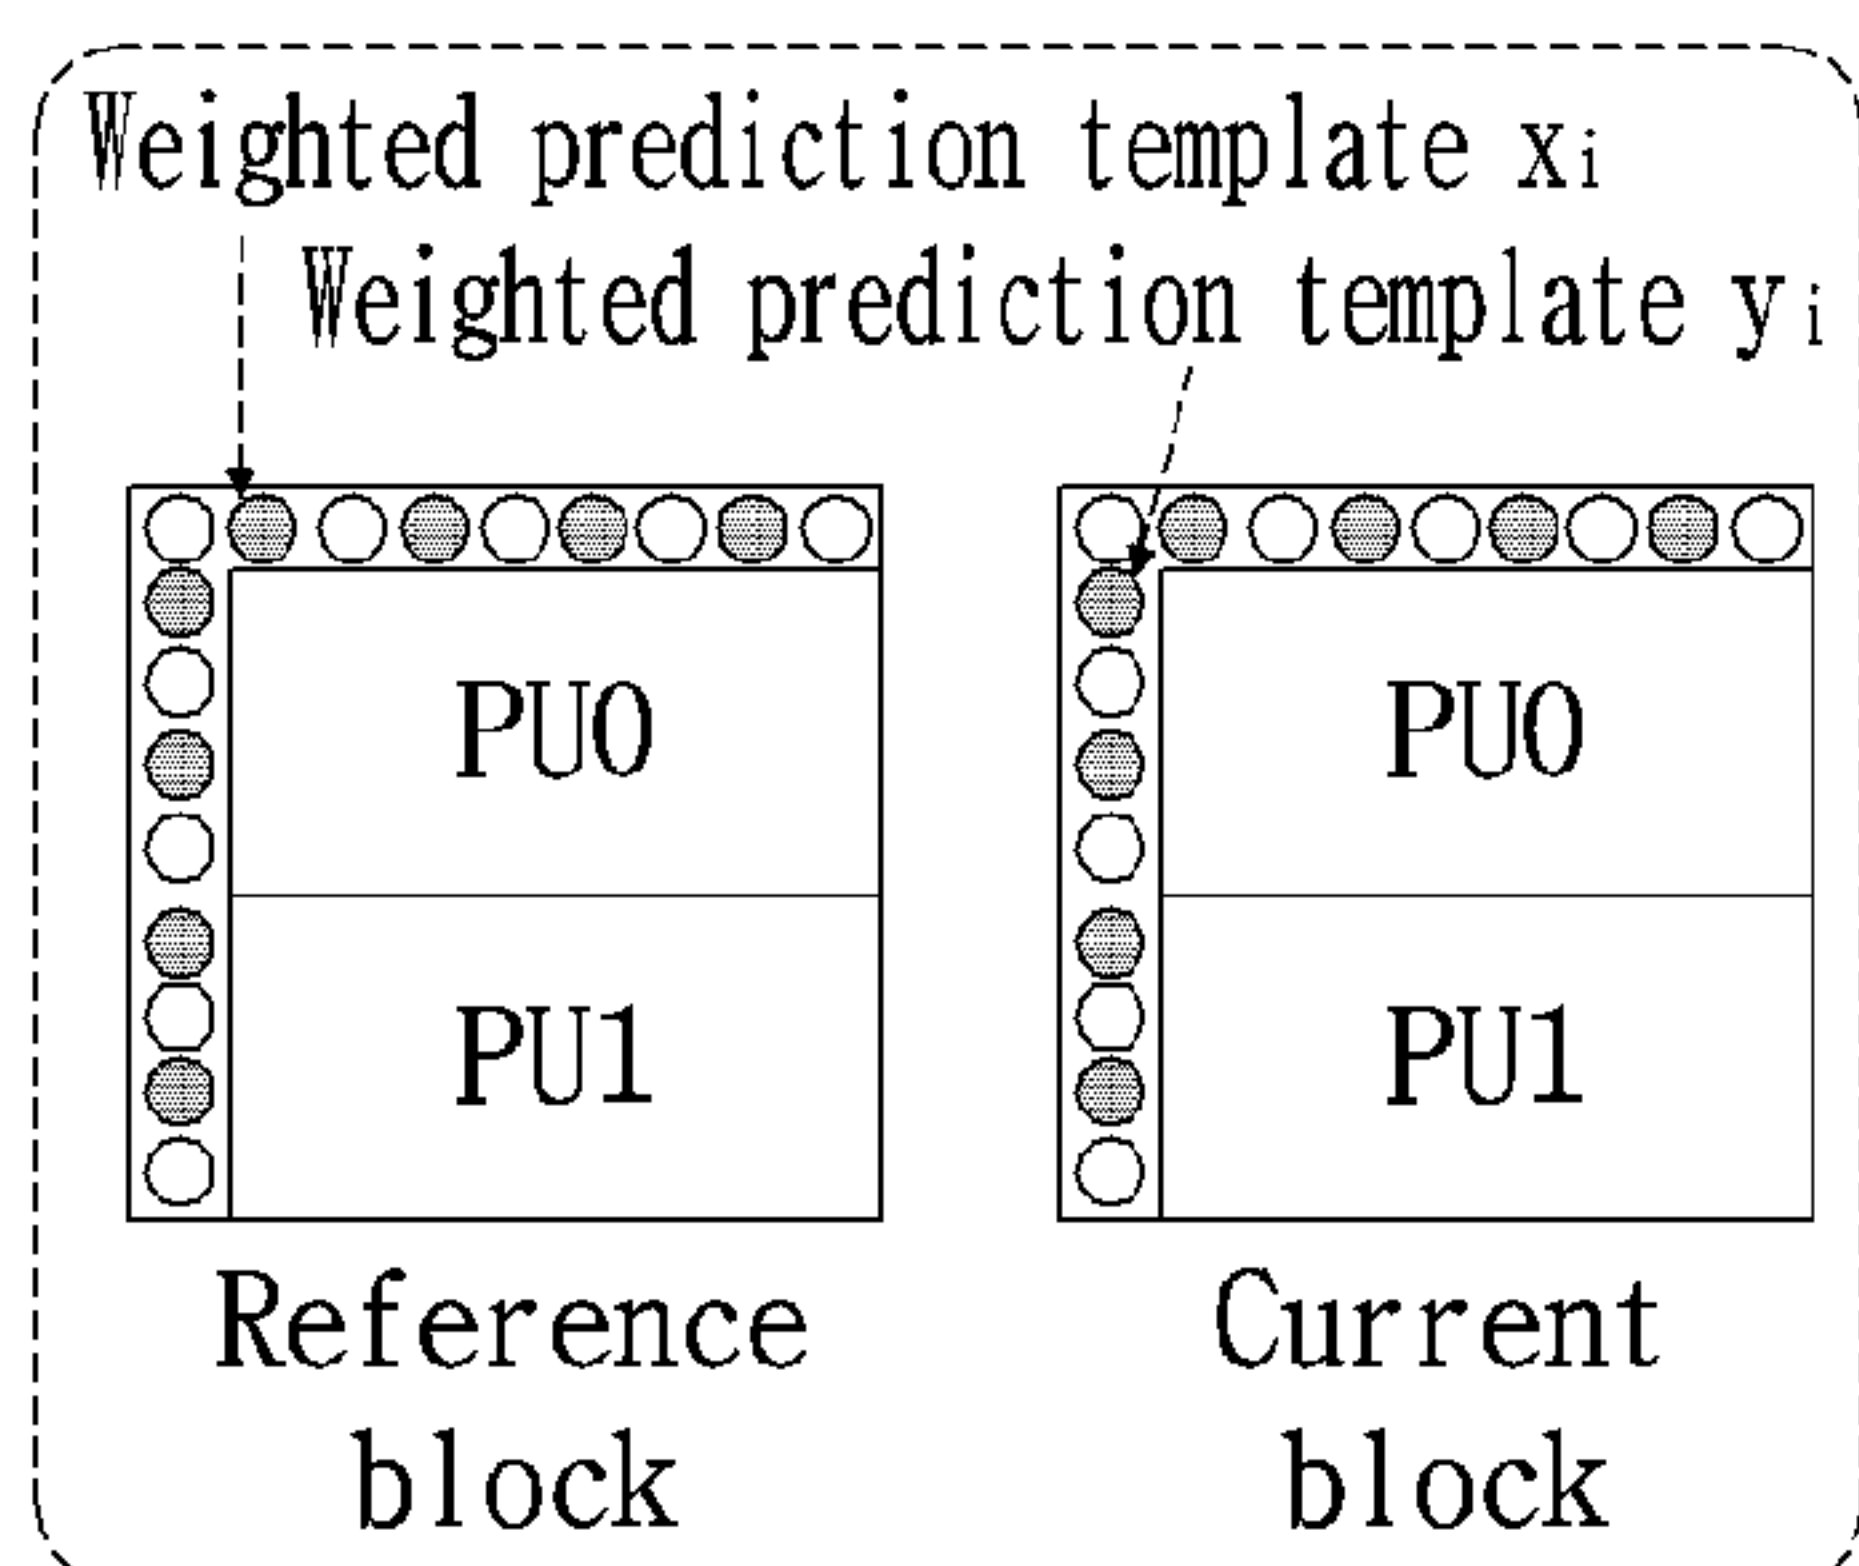 Weighted prediction template xi
Weighted prediction template yi
PU0 PU0
PU1 PU1
Reference Current
block block